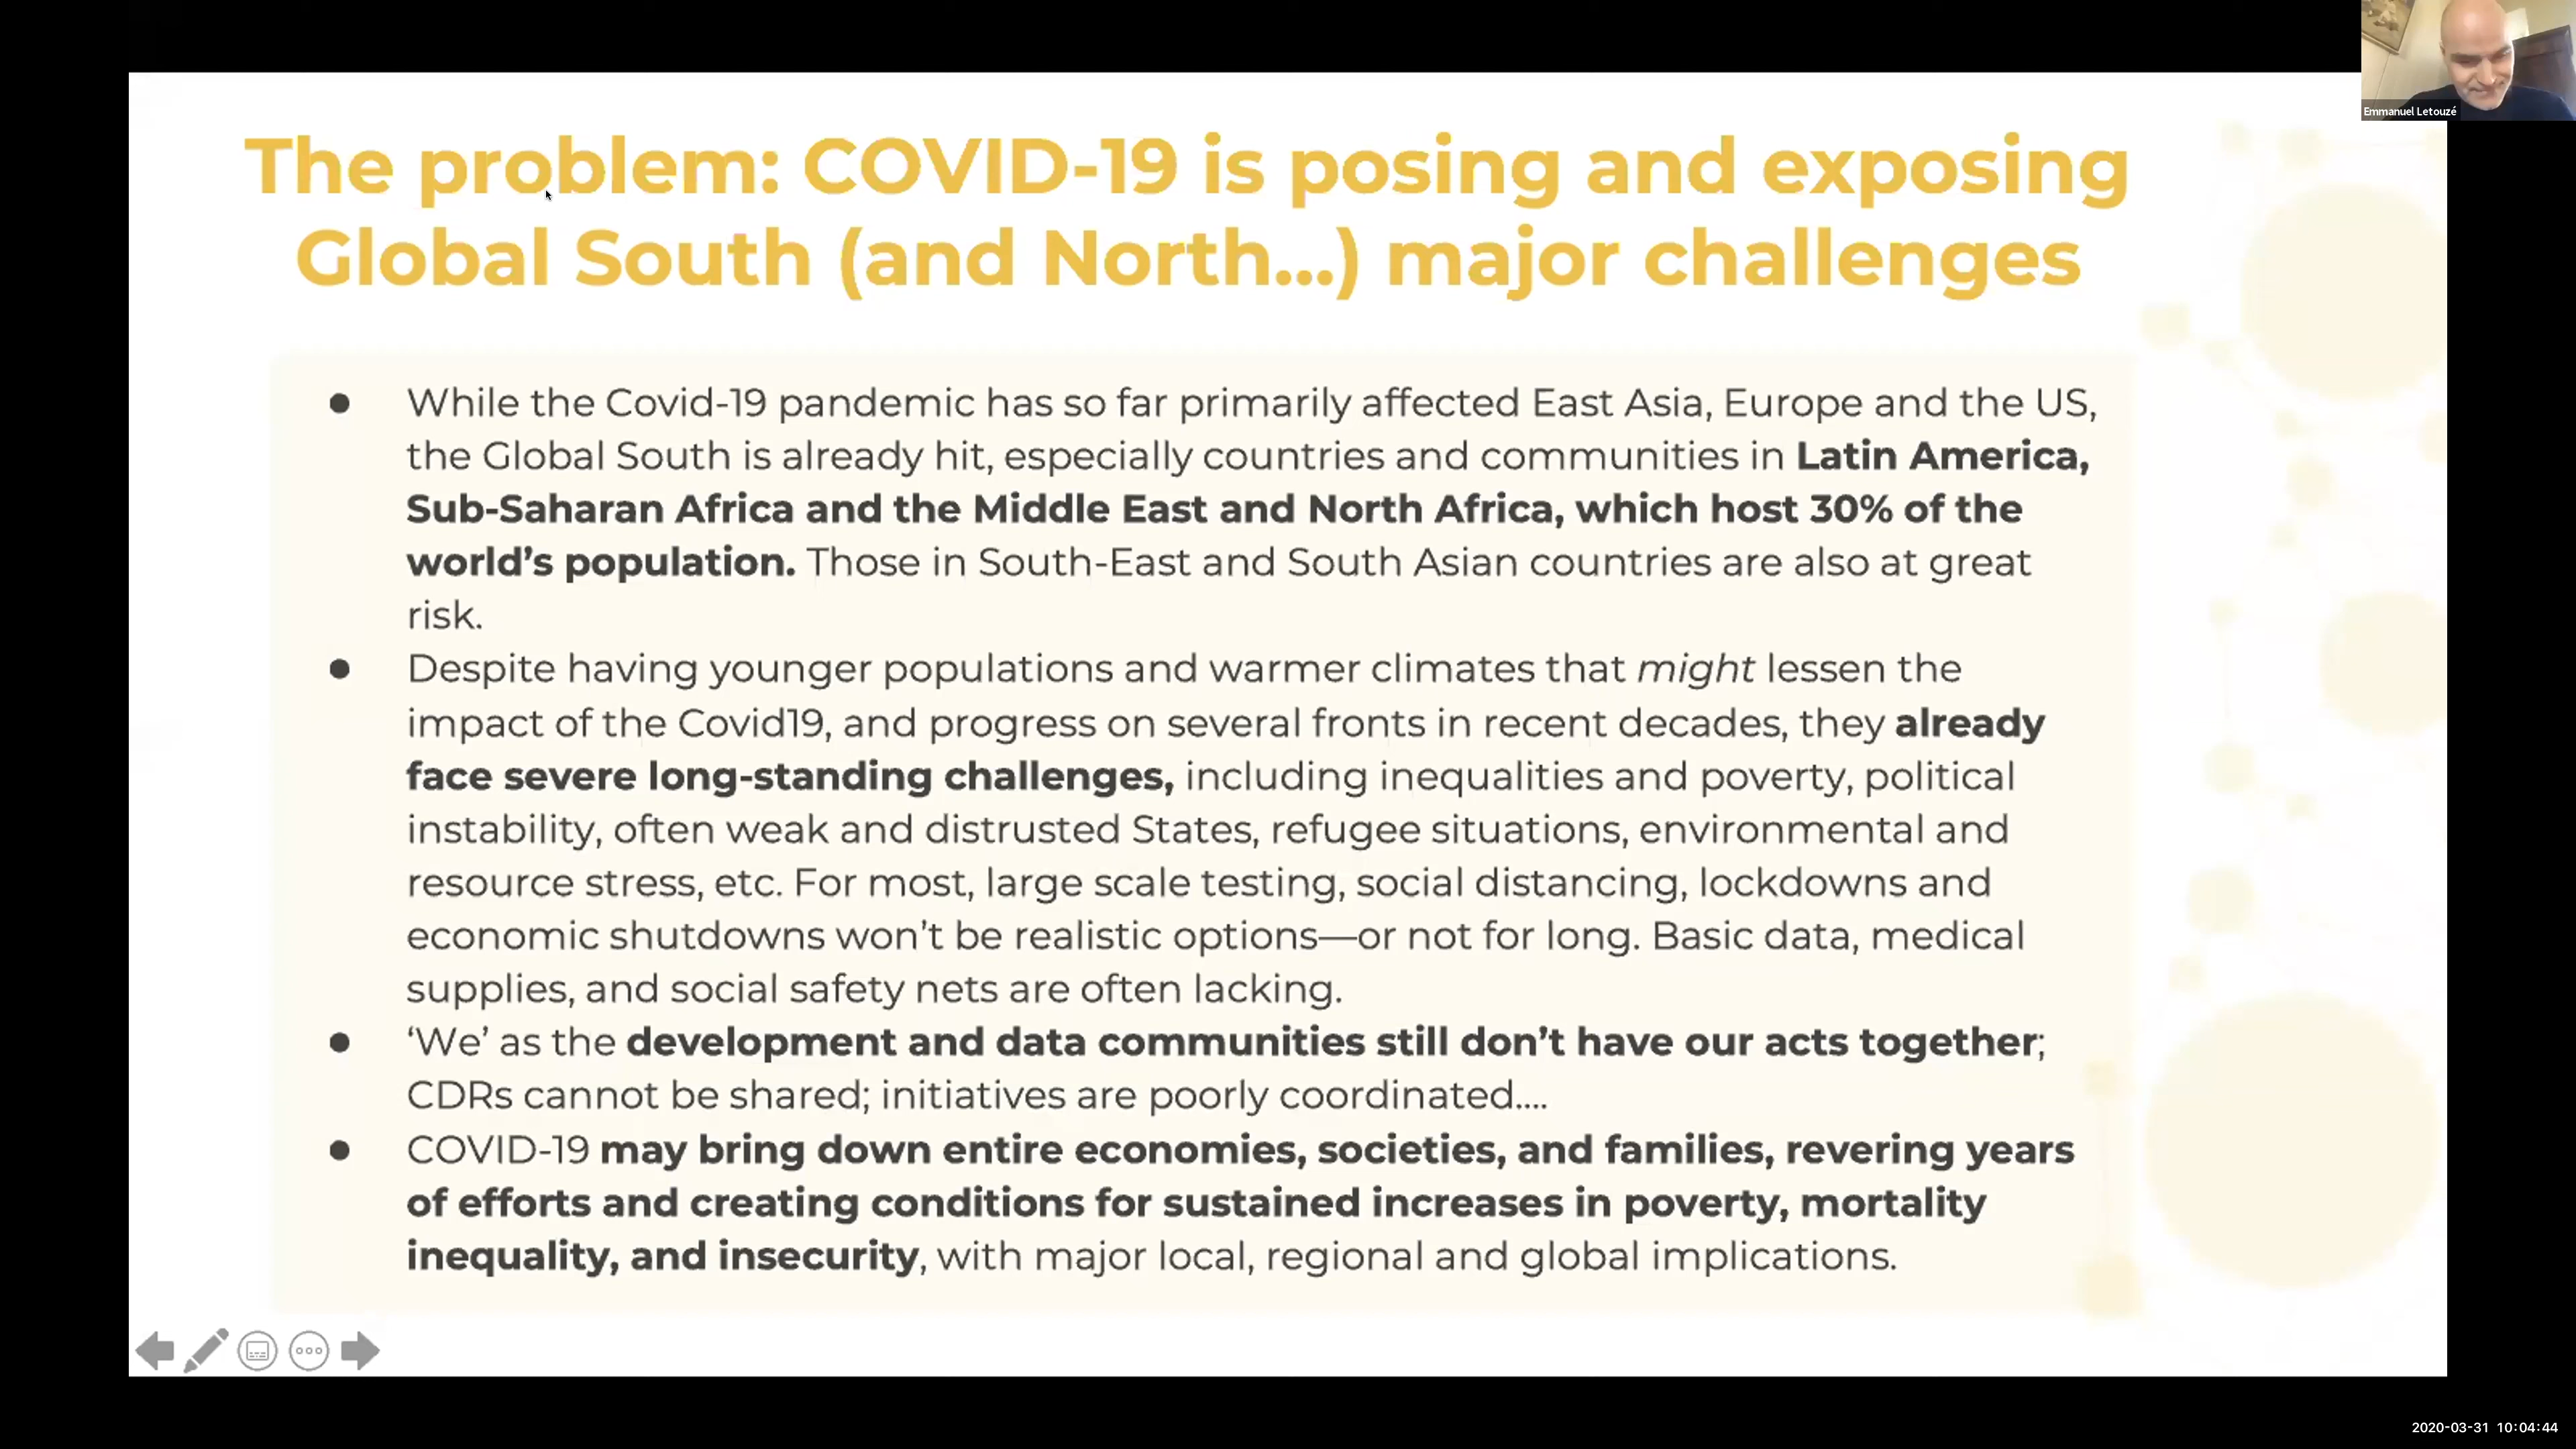 Emmanuel Letouzé
The problem: COVID-19 is posing and exposing
Global South (and North...) major challenges
● While the Covid-19 pandemic has so far primarily affected East Asia, Europe and the US,
the Global South is already hit, especially countries and communities in Latin America,
Sub-Saharan Africa and the Middle East and North Africa, which host 30% of the
world’s population. Those in South-East and South Asian countries are also at great
risk.
● Despite having younger populations and warmer climates that might lessen the
impact of the Covid19, and progress on several fronts in recent decades, they already
face severe long-standing challenges, including inequalities and poverty, political
instability, often weak and distrusted States, refugee situations, environmental and
resource stress, etc. For most, large scale testing, social distancing, lockdowns and
economic shutdowns won’t be realistic options—or not for long. Basic data, medical
supplies, and social safety nets are often lacking.
● ‘We’ as the development and data communities still don’t have our acts together;
CDRs cannot be shared; initiatives are poorly coordinated....
● COVID-19 may bring down entire economies, societies, and families, revering years
of efforts and creating conditions for sustained increases in poverty, mortality
inequality, and insecurity, with major local, regional and global implications.
2020-03-31 10:04:44